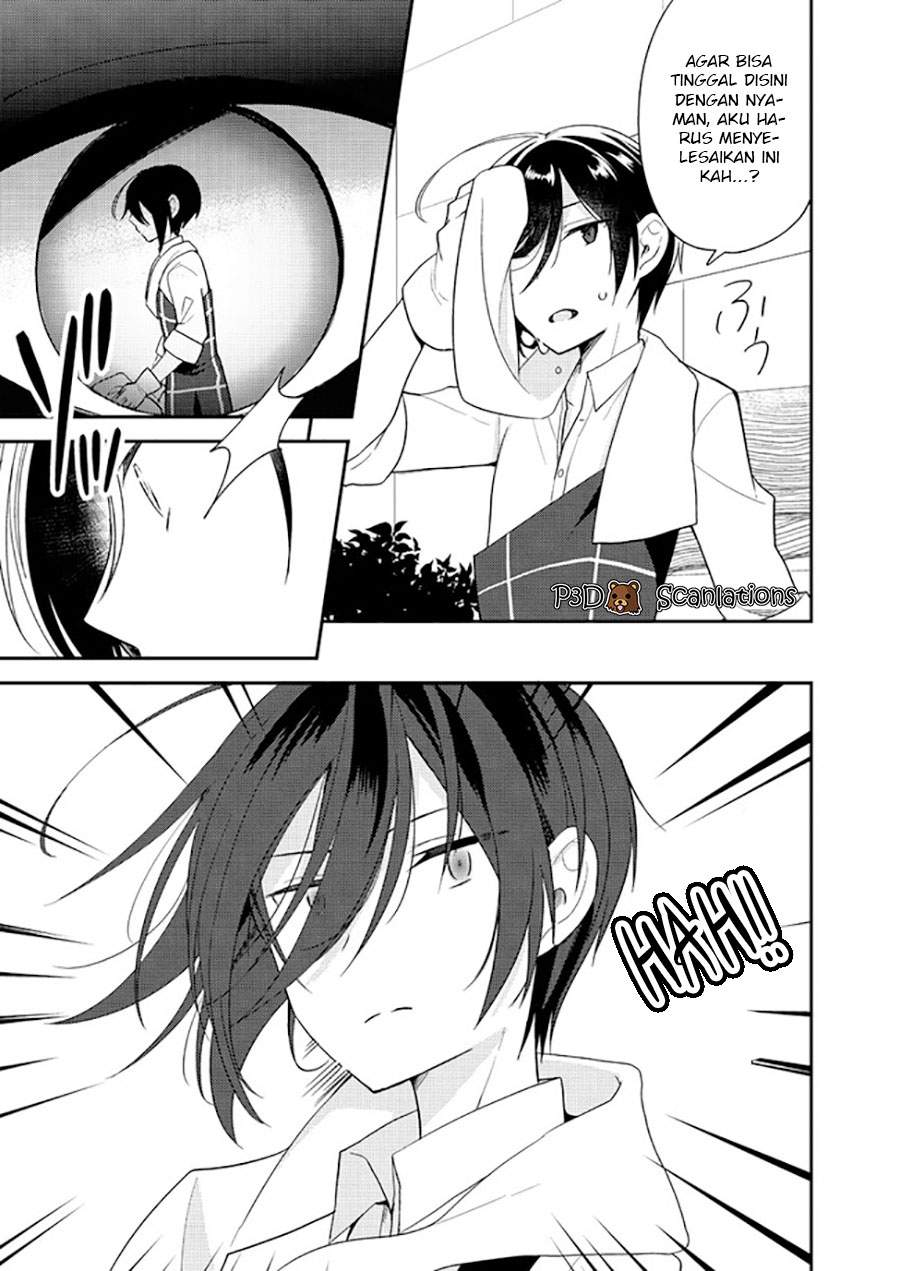 AGAR BISA
TINGGAL DISINI
DENGAN NYA-
MAN, AKU HA-
RUS MENYE-
LESAIKAN INI
KAH...?
ふぅ
P3D Scanlations
HAH!!